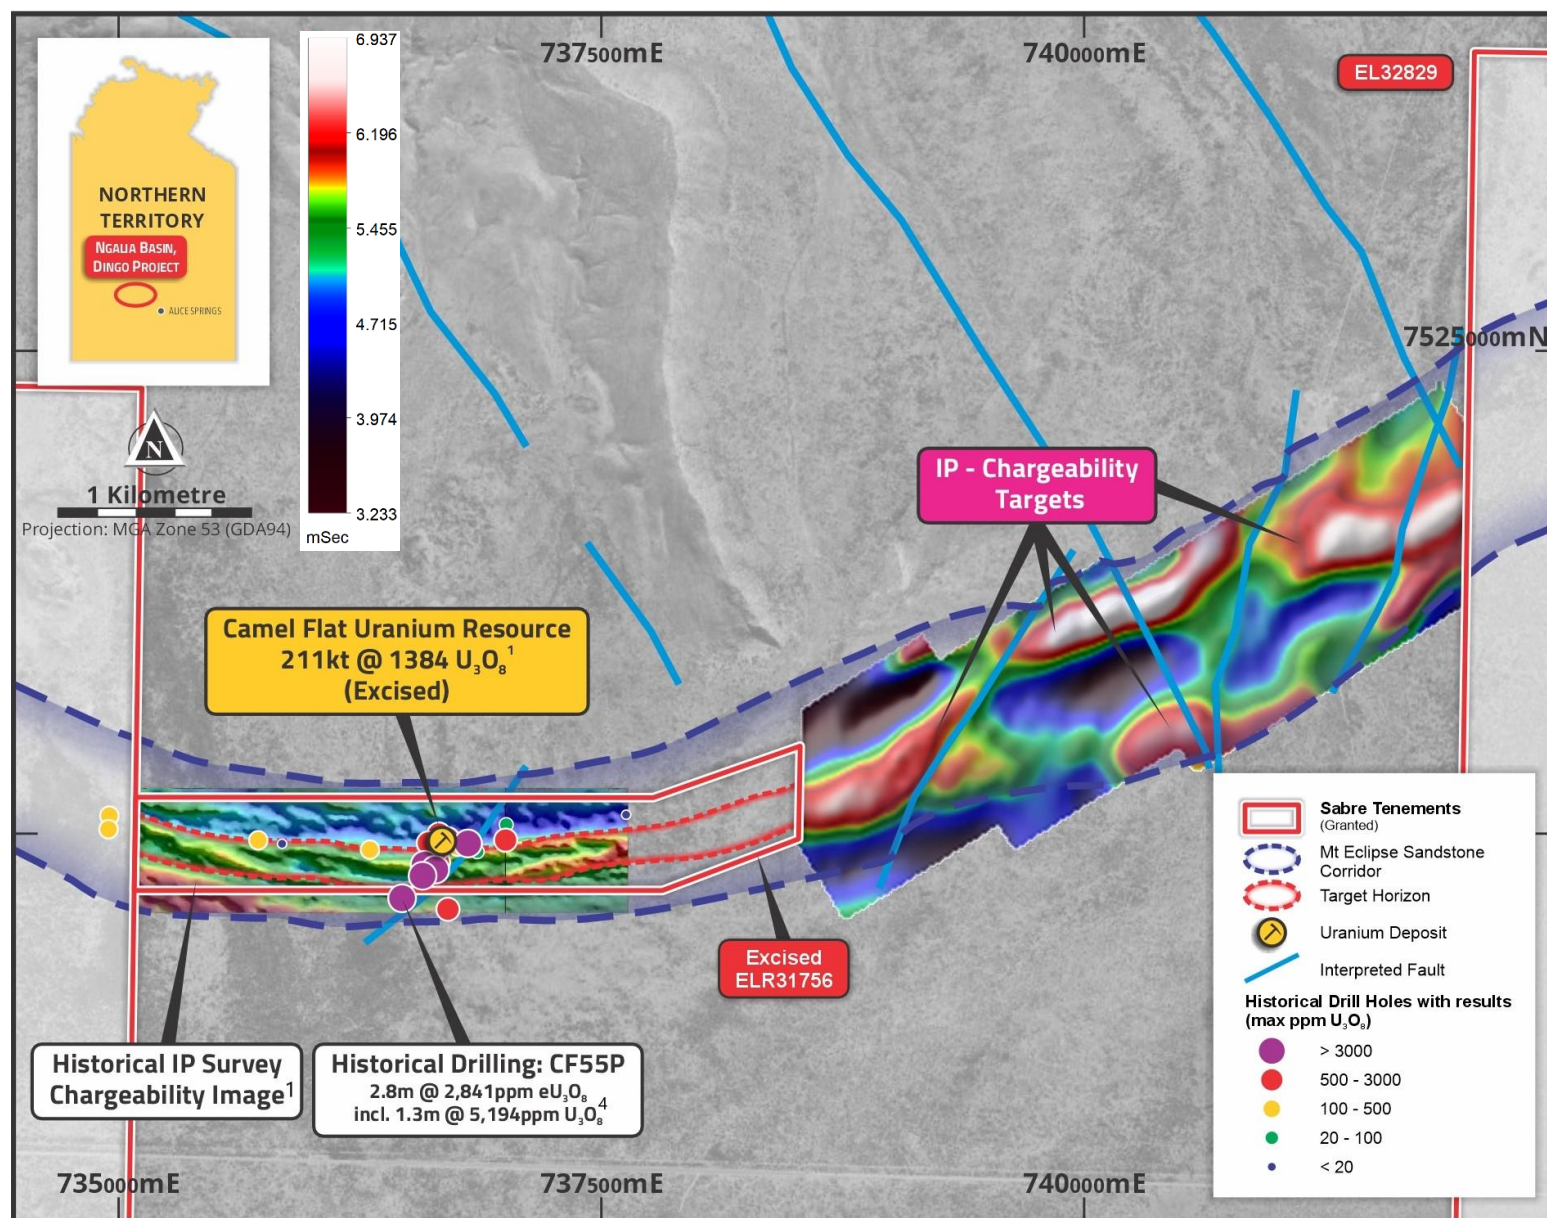 737500mE
740000mE
EL32829
6.937
6.196
5.455
4.715
3.974
3.233
mSec
NORTHERN
TERRITORY
NGALIA BASIN,
DINGO PROJECT
ALICE SPRINGS
7525000mN
N
1 Kilometre
Projection: MGA Zone 53 (GDA94)
IP - Chargeability
Targets
Camel Flat Uranium Resource
211kt @ 1384 U₃O₈¹
(Excised)
Excised
ELR31756
Historical IP Survey
Chargeability Image¹
Historical Drilling: CF55P
2.8m @ 2,841ppm eU₃O₈
incl. 1.3m @ 5,194ppm U₃O₈⁴
Sabre Tenements
(Granted)
Mt Eclipse Sandstone
Corridor
Target Horizon
Uranium Deposit
Interpreted Fault
Historical Drill Holes with results
(max ppm U₃O₈)
> 3000
500 - 3000
100 - 500
20 - 100
< 20
735000mE
737500mE
740000mE